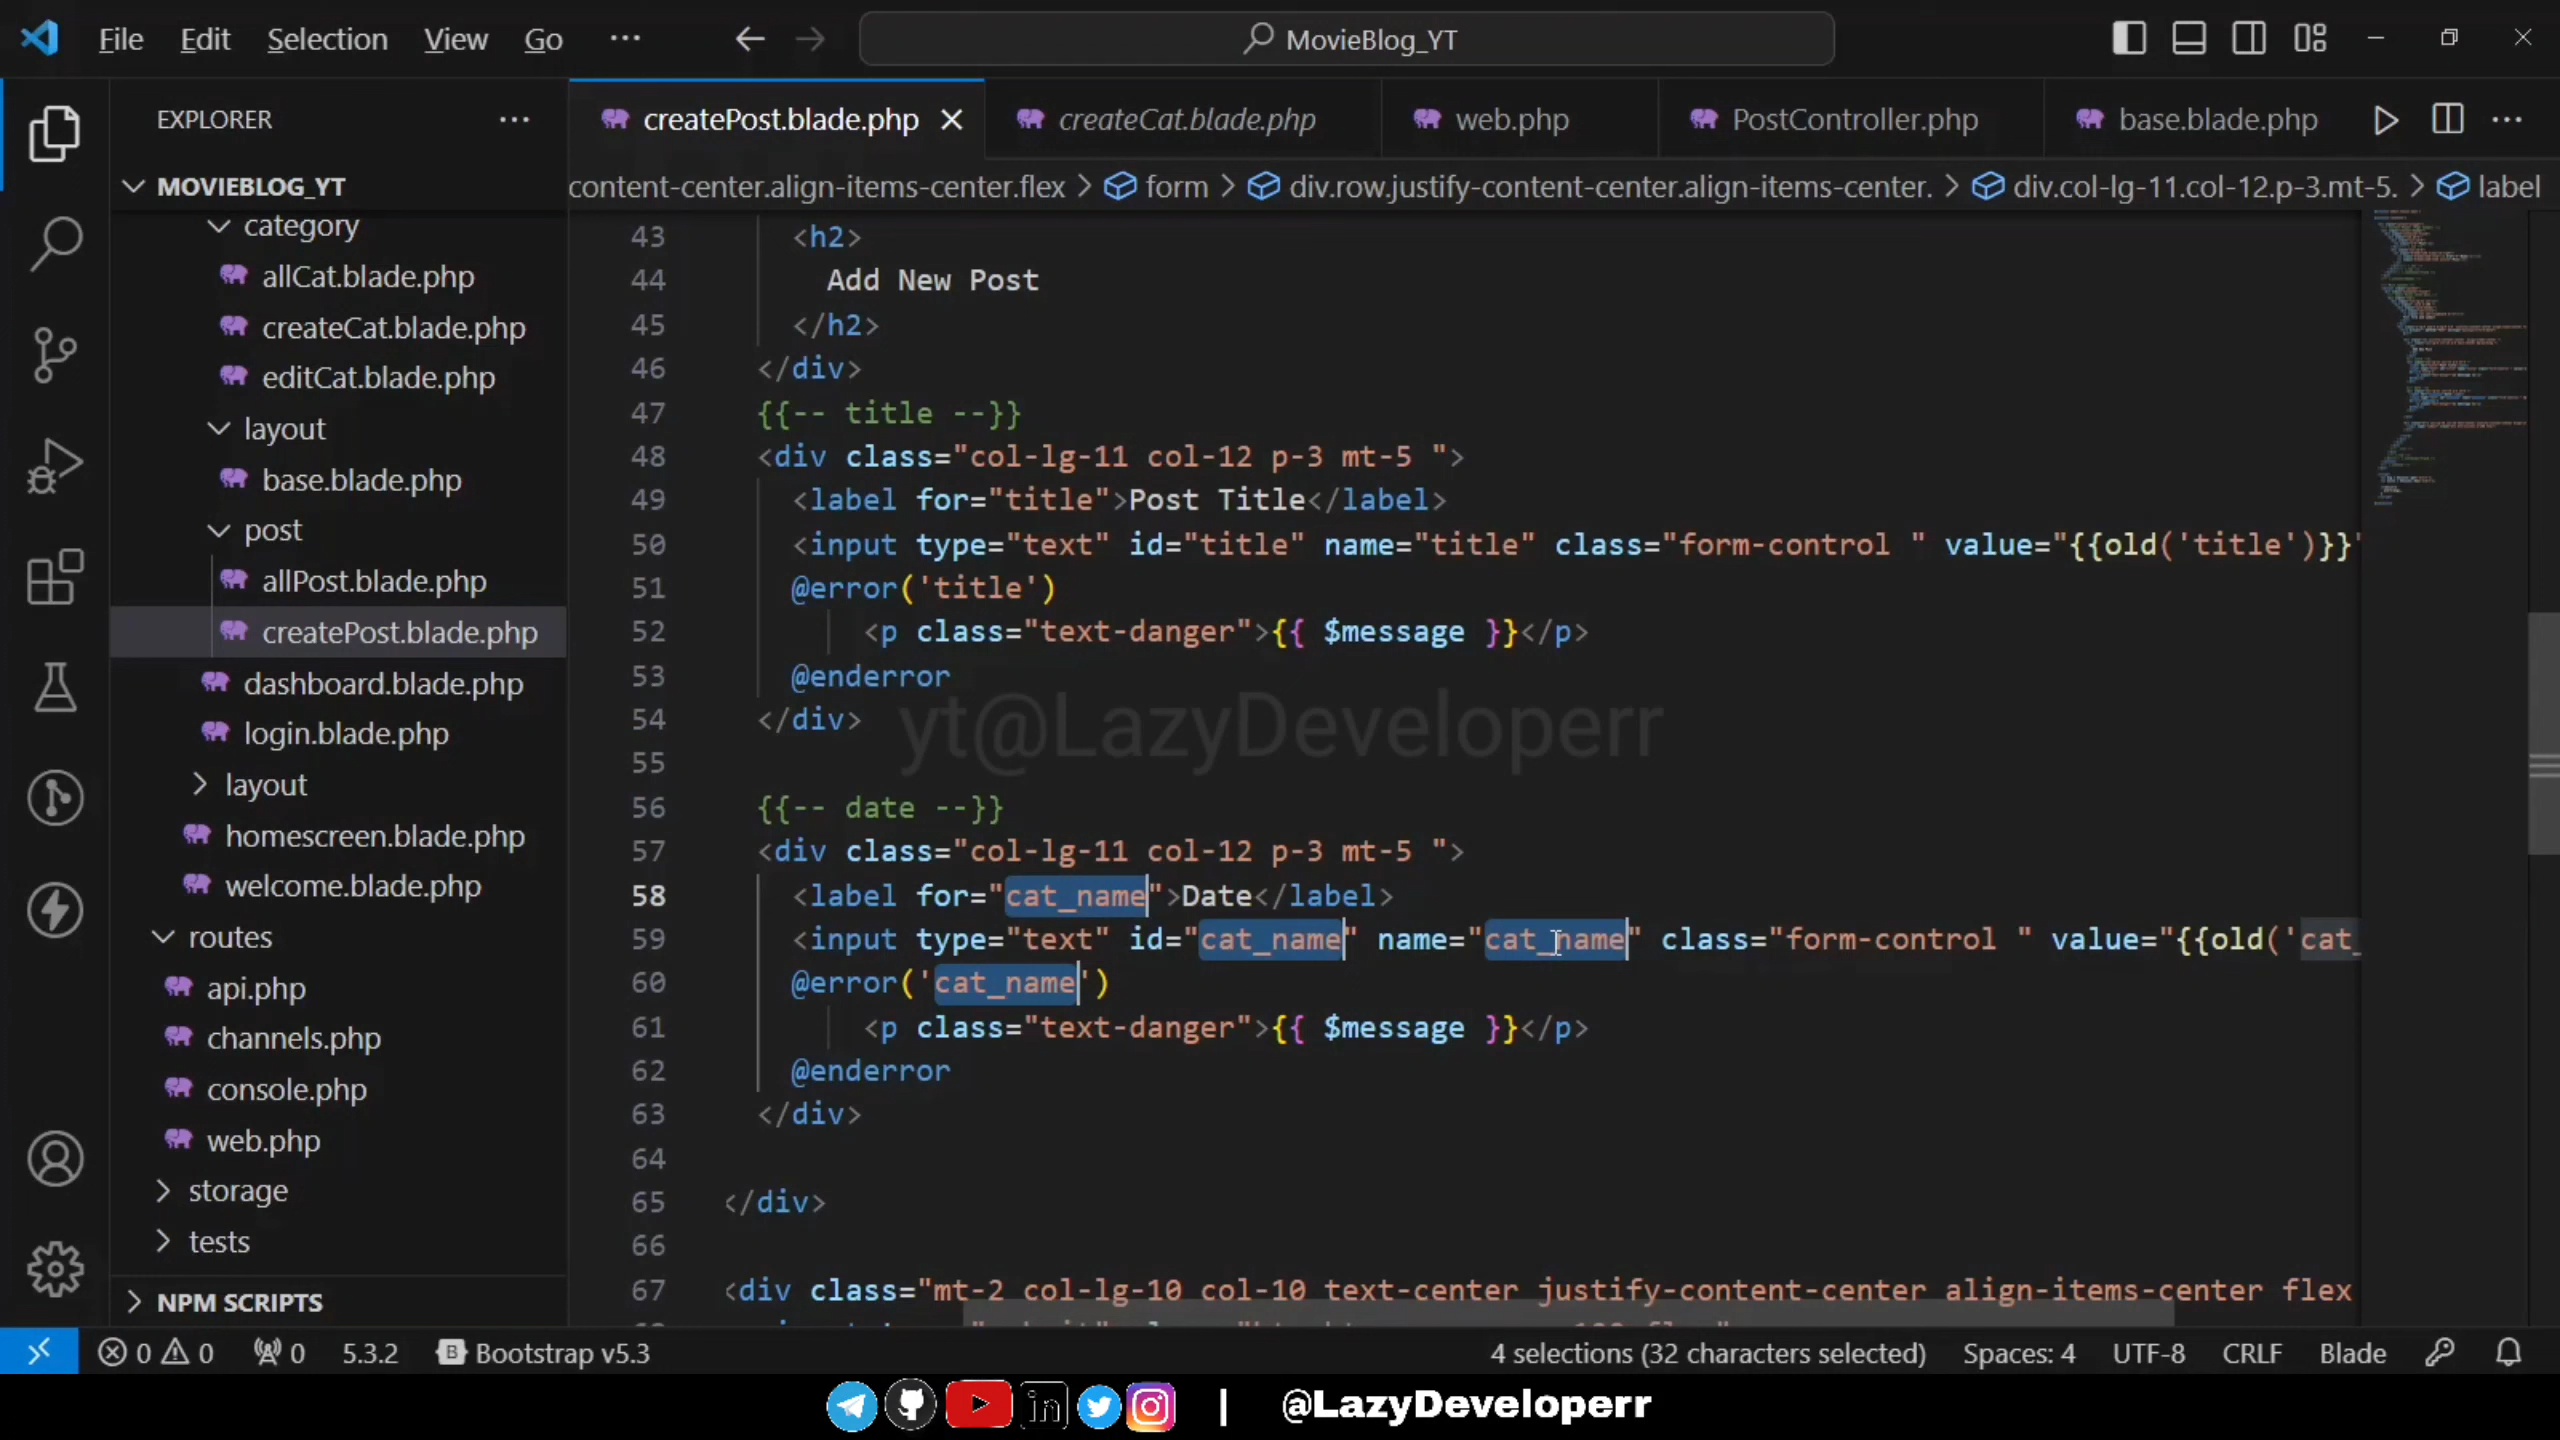 File Edit Selection View Go ··· MovieBlog_YT
EXPLORER ···
MOVIEBLOG_YT
category
allCat.blade.php
createCat.blade.php
editCat.blade.php
layout
base.blade.php
post
allPost.blade.php
createPost.blade.php
dashboard.blade.php
login.blade.php
layout
homescreen.blade.php
welcome.blade.php
routes
api.php
channels.php
console.php
web.php
storage
tests
NPM SCRIPTS
createPost.blade.php createCat.blade.php web.php PostController.php base.blade.php
content-center.align-items-center.flex > form > div.row.justify-content-center.align-items-center. > div.col-lg-11.col-12.p-3.mt-5. > label
43 <h2>
44 Add New Post
45 </h2>
46 </div>
47 {{-- title --}}
48 <div class="col-lg-11 col-12 p-3 mt-5 ">
49 <label for="title">Post Title</label>
50 <input type="text" id="title" name="title" class="form-control " value="{{old('title')}}"
51 @error('title')
52 <p class="text-danger">{{ $message }}</p>
53 @enderror
54 </div>
yt@LazyDeveloperr
55
56 {{-- date --}}
57 <div class="col-lg-11 col-12 p-3 mt-5 ">
58 <label for="cat_name">Date</label>
59 <input type="text" id="cat_name" name="cat_name" class="form-control " value="{{old('cat_
60 @error('cat_name')
61 <p class="text-danger">{{ $message }}</p>
62 @enderror
63 </div>
64
65 </div>
66
67 <div class="mt-2 col-lg-10 col-10 text-center justify-content-center align-items-center flex
0 0 0 5.3.2 Bootstrap v5.3 4 selections (32 characters selected) Spaces: 4 UTF-8 CRLF Blade
| @LazyDeveloperr